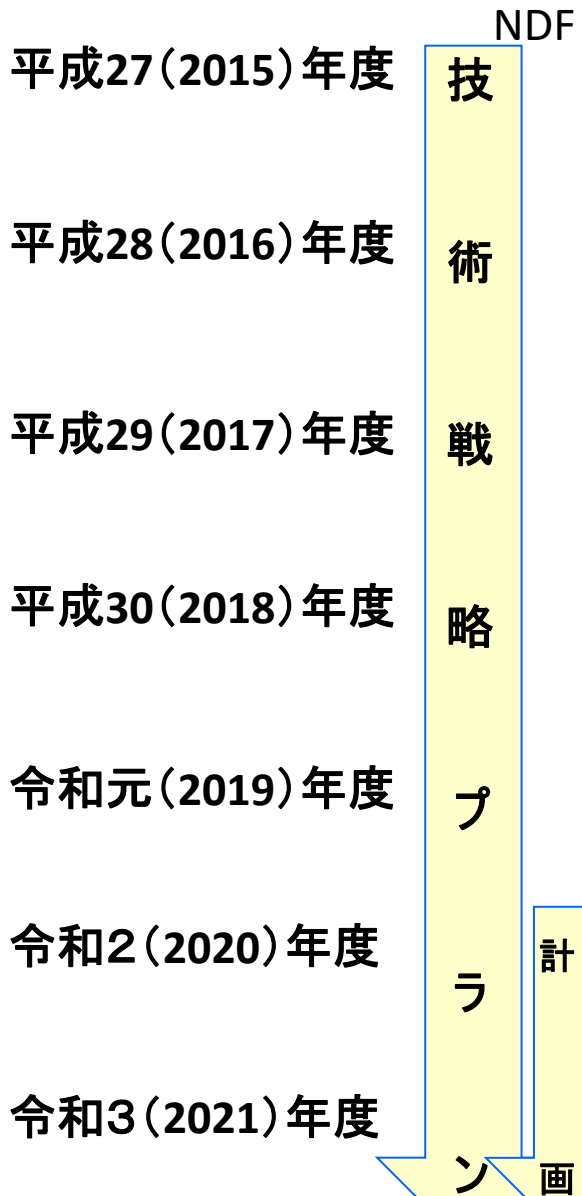 NDF
平成27(2015)年度
平成28(2016)年度
平成29(2017)年度
平成30(2018)年度
令和元(2019)年度
令和2(2020)年度
令和3(2021)年度
技術戦略プラン
計画